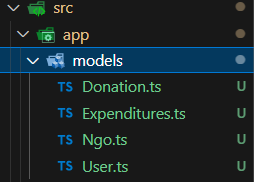 src
app
models
TS Donation.ts U
TS Expenditures.ts U
TS Ngo.ts U
TS User.ts U